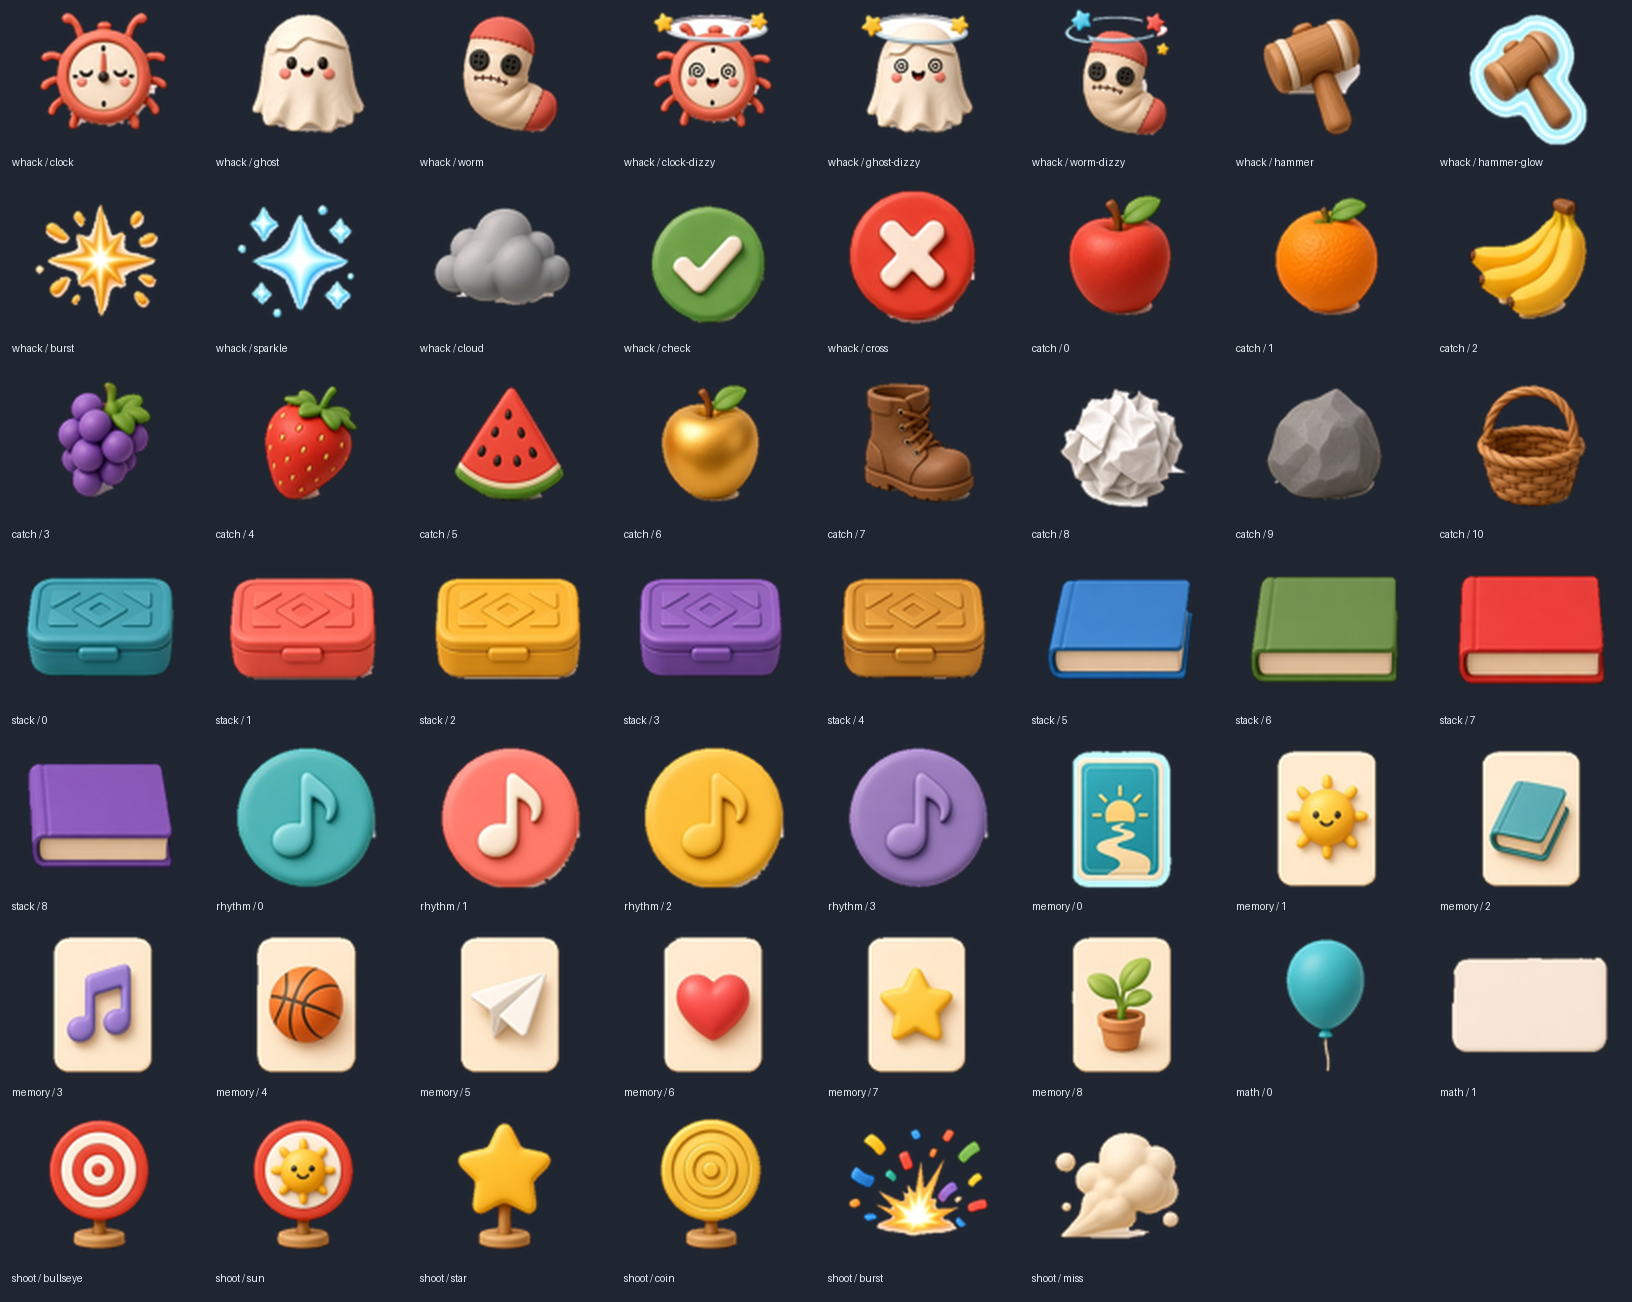 whack / clock
whack / ghost
whack / worm
whack / clock-dizzy
whack / ghost-dizzy
whack / worm-dizzy
whack / hammer
whack / hammer-glow
whack / burst
whack / sparkle
whack / cloud
whack / check
whack / cross
catch / 0
catch / 1
catch / 2
catch / 3
catch / 4
catch / 5
catch / 6
catch / 7
catch / 8
catch / 9
catch / 10
stack / 0
stack / 1
stack / 2
stack / 3
stack / 4
stack / 5
stack / 6
stack / 7
stack / 8
rhythm / 0
rhythm / 1
rhythm / 2
rhythm / 3
memory / 0
memory / 1
memory / 2
memory / 3
memory / 4
memory / 5
memory / 6
memory / 7
memory / 8
math / 0
math / 1
shoot / bullseye
shoot / sun
shoot / star
shoot / coin
shoot / burst
shoot / miss